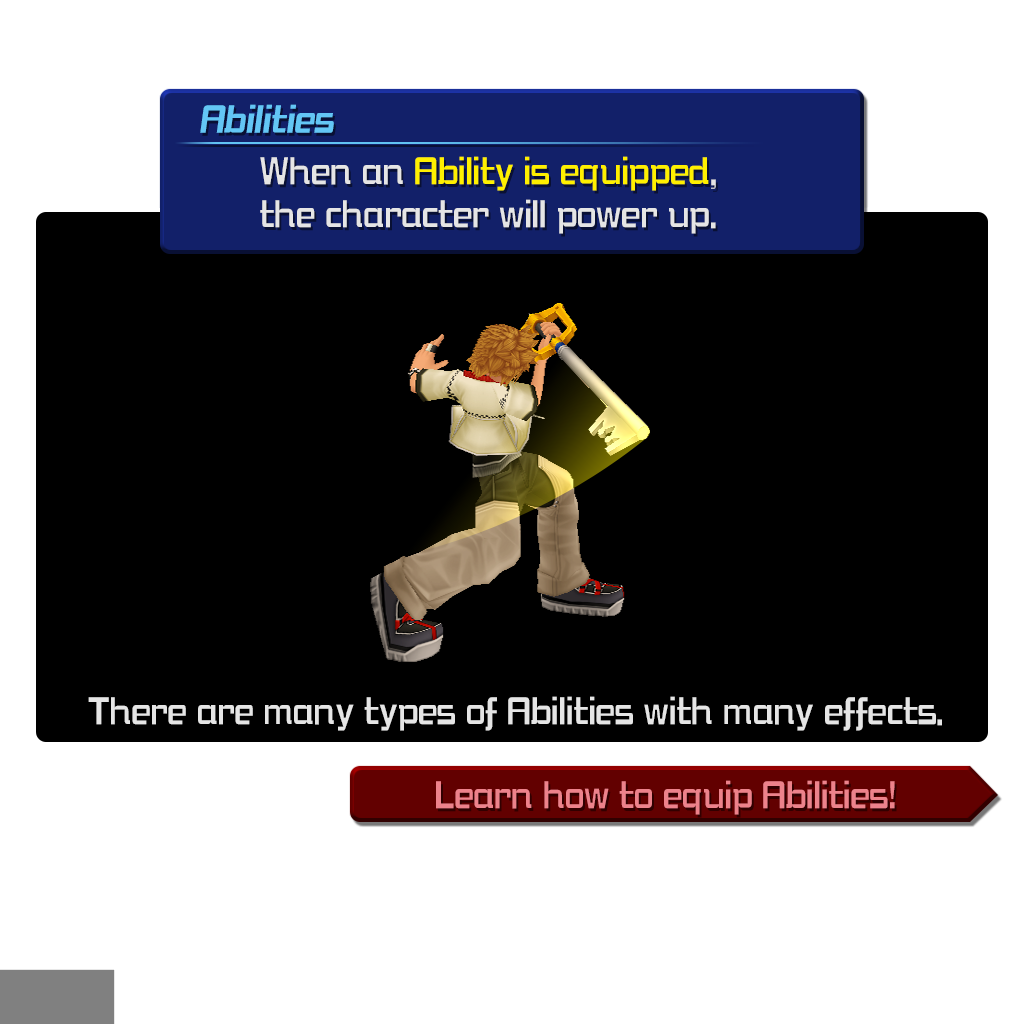 Abilities
When an Ability is equipped,
the character will power up.
There are many types of Abilities with many effects.
Learn how to equip Abilities!